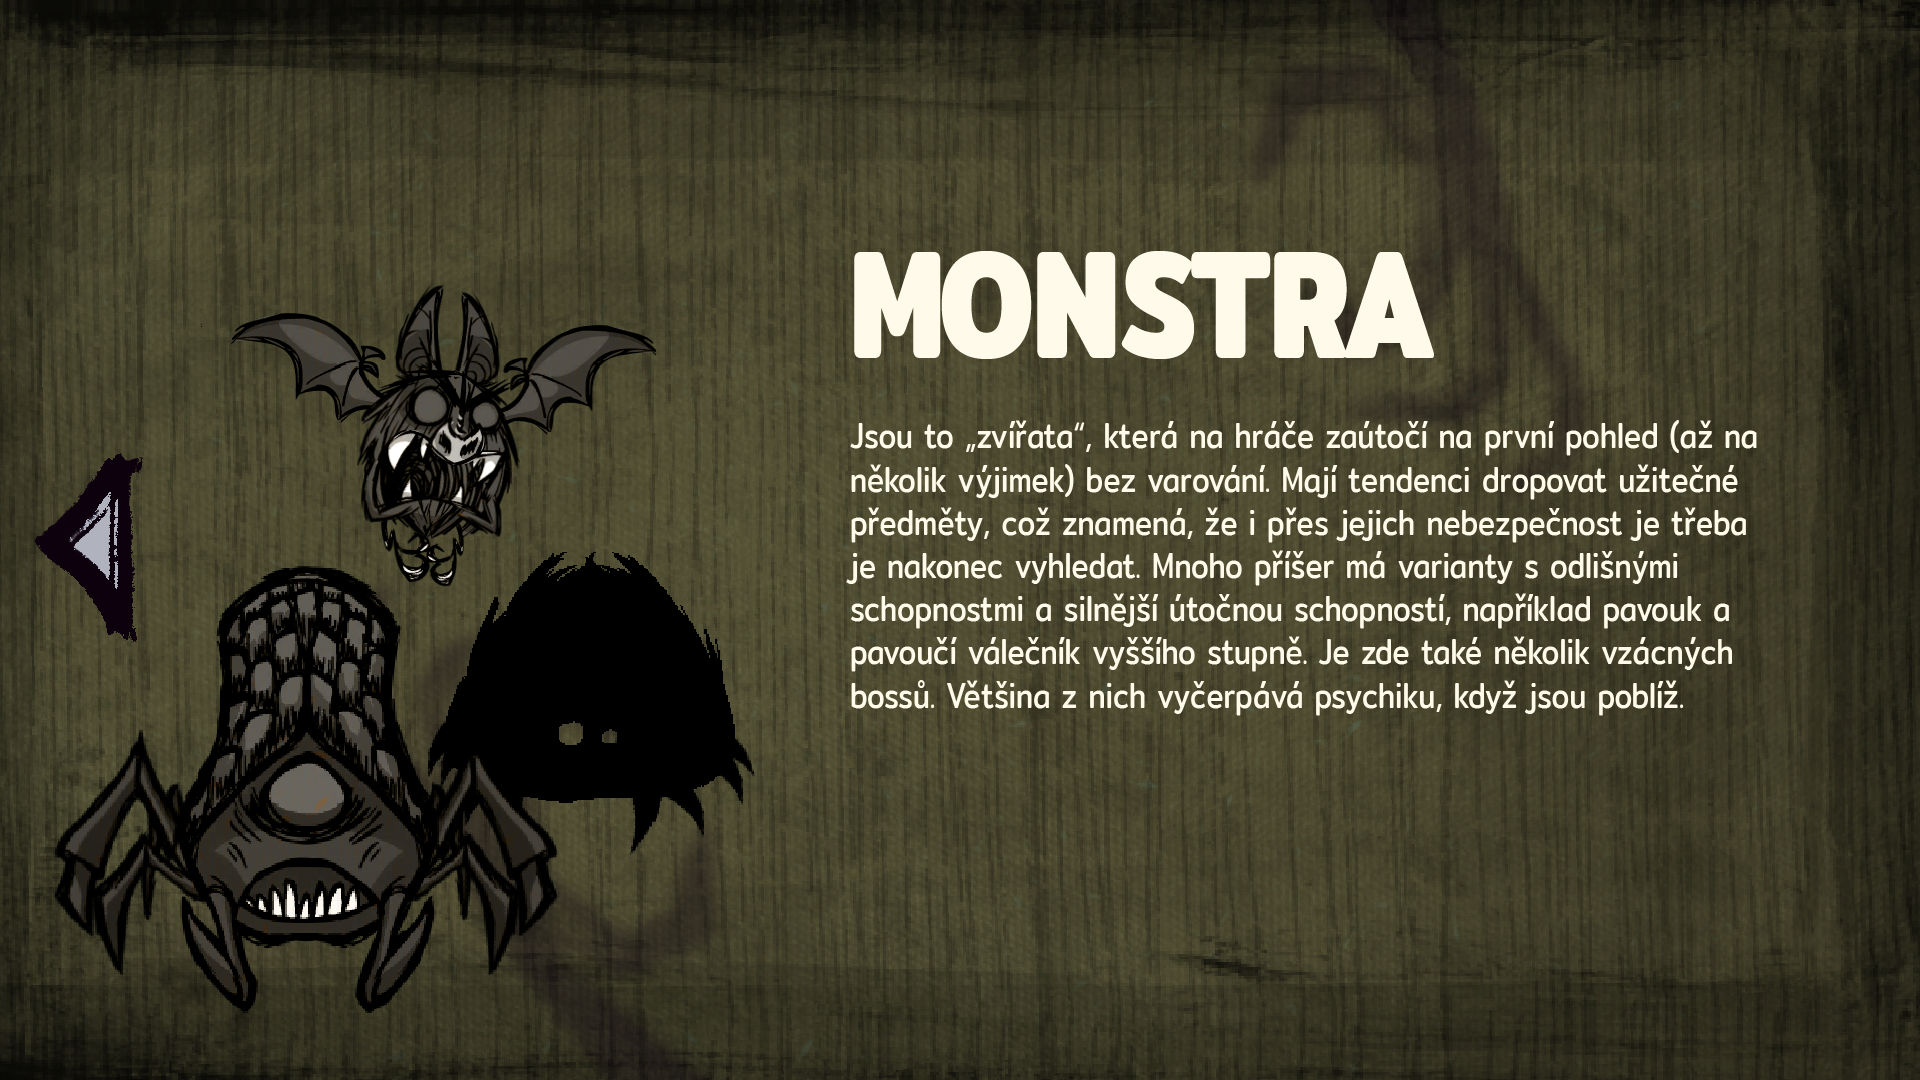 MONSTRA
Jsou to „zvířata“, která na hráče zaútočí na první pohled (až na
několik výjimek) bez varování. Mají tendenci dropovat užitečné
předměty, což znamená, že i přes jejich nebezpečnost je třeba
je nakonec vyhledat. Mnoho příšer má varianty s odlišnými
schopnostmi a silnější útočnou schopností, například pavouk a
pavoučí válečník vyššího stupně. Je zde také několik vzácných
bossů. Většina z nich vyčerpává psychiku, když jsou poblíž.